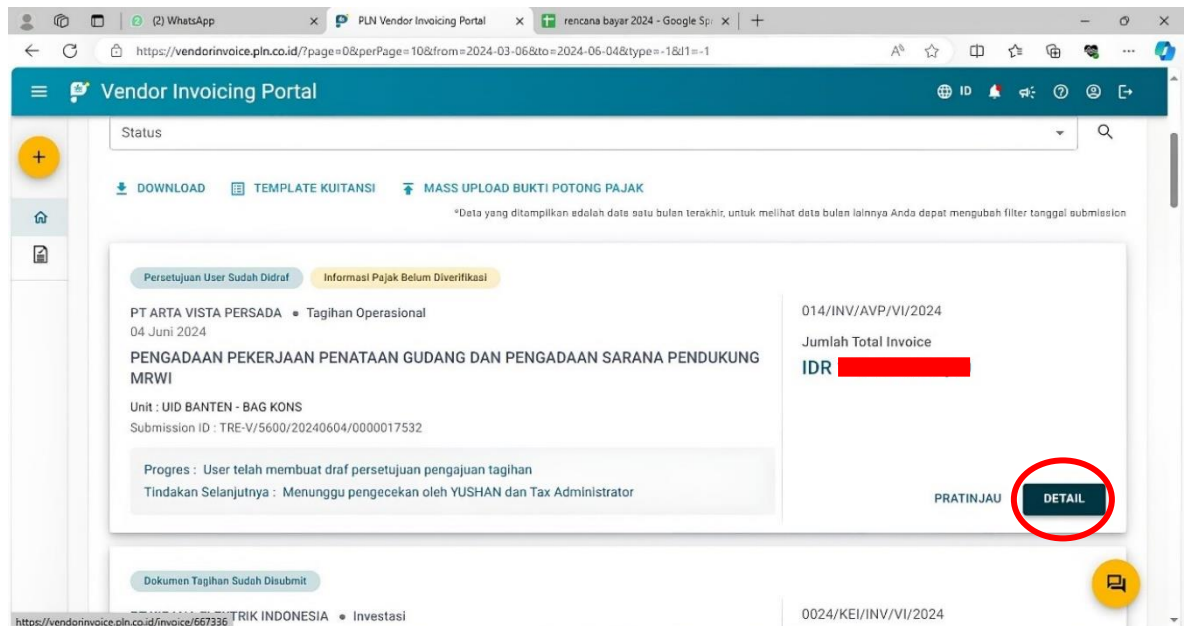 (2) WhatsApp
PLN Vendor Invoicing Portal
rencana bayar 2024 - Google Spr
https://vendorinvoice.pln.co.id/?page=0&perPage=10&from=2024-03-06&to=2024-06-04&type=-1&l1=-1
Vendor Invoicing Portal
ID
Status
DOWNLOAD TEMPLATE KUITANSI MASS UPLOAD BUKTI POTONG PAJAK
*Data yang ditampilkan adalah data satu bulan terakhir, untuk melihat data bulan lainnya Anda dapat mengubah filter tanggal submission
Persetujuan User Sudah Didraf Informasi Pajak Belum Diverifikasi
PT ARTA VISTA PERSADA • Tagihan Operasional
04 Juni 2024
PENGADAAN PEKERJAAN PENATAAN GUDANG DAN PENGADAAN SARANA PENDUKUNG
MRWI
Unit : UID BANTEN - BAG KONS
Submission ID : TRE-V/5600/20240604/0000017532
Progres : User telah membuat draf persetujuan pengajuan tagihan
Tindakan Selanjutnya : Menunggu pengecekan oleh YUSHAN dan Tax Administrator
014/INV/AVP/VI/2024
Jumlah Total Invoice
IDR
PRATINJAU DETAIL
Dokumen Tagihan Sudah Disubmit
INDONESIA • Investasi
0024/KEI/INV/VI/2024
https://vendorinvoice.pln.co.id/invoice/667336